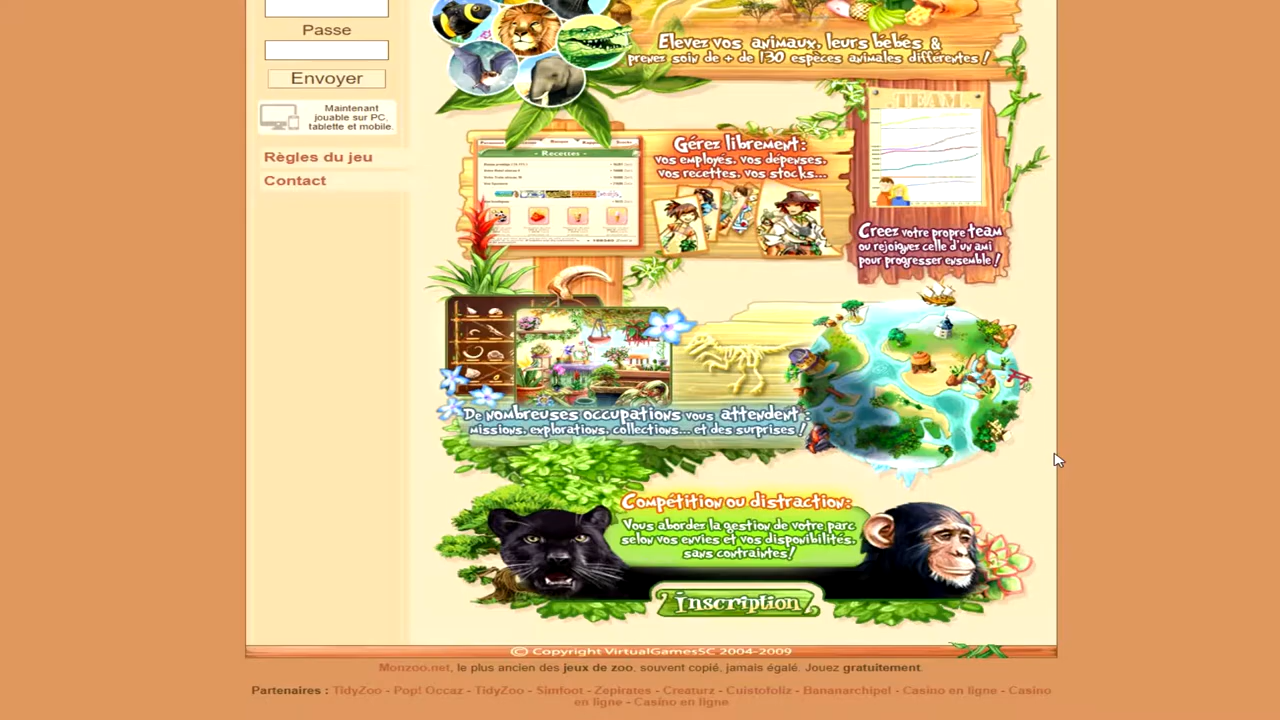 Passe
Envoyer
Maintenant
jouable sur PC,
tablette et mobile.
Règles du jeu
Contact
Elevez vos animaux, leurs bébés &
prenez soin de + de 130 espèces animales différentes !
TEAM
- Recettes -
Gérez librement :
vos employés, vos dépenses,
vos recettes, vos stocks...
Creez votre propre team
ou rejoignez celle d'un ami
pour progresser ensemble !
De nombreuses occupations vous attendent :
missions, explorations, collections... et des surprises !
Compétition ou distraction:
Vous abordez la gestion de votre parc
selon vos envies et vos disponibilités,
sans contraintes!
Inscription
© Copyright VirtualGamesSC 2004-2009
Monzoo.net, le plus ancien des jeux de zoo, souvent copié, jamais égalé. Jouez gratuitement.
Partenaires : TidyZoo - Pop! Occaz - TidyZoo - Simfoot - Zepirates - Creaturz - Cuistofoliz - Bananarchipel - Casino en ligne - Casino
en ligne - Casino en ligne